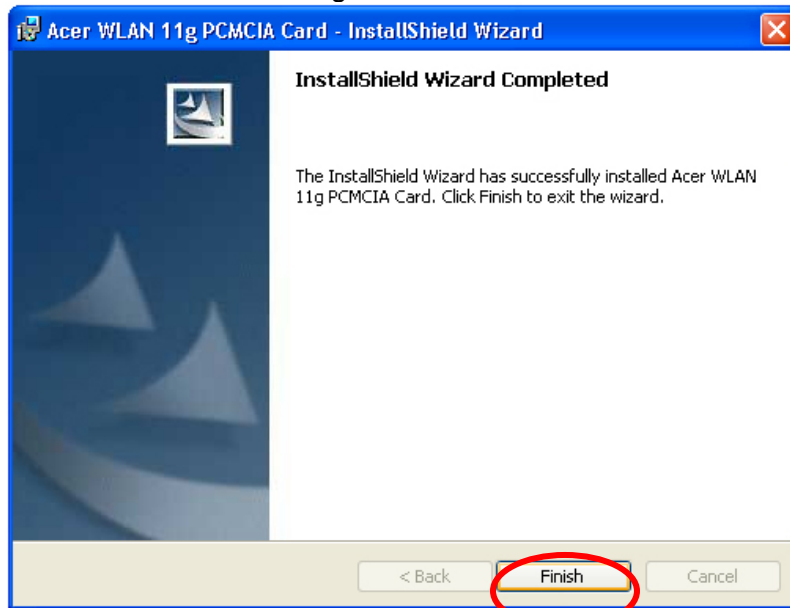 Acer WLAN 11g PCMCIA Card - InstallShield Wizard
InstallShield Wizard Completed
The InstallShield Wizard has successfully installed Acer WLAN
11g PCMCIA Card. Click Finish to exit the wizard.
< Back Finish Cancel